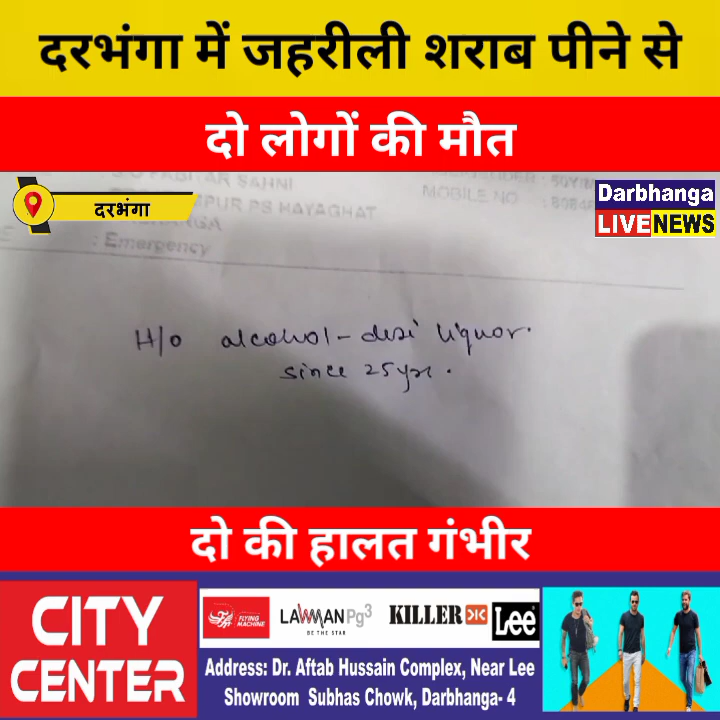 दरभंगा में जहरीली शराब पीने से
दो लोगों की मौत
दरभंगा
Darbhanga
LIVE NEWS
SAHNI
MOBILE NO
PUR PS HAYAGHAT
: Emergency
H/o alcohol - desi liquor.
since 25yrs.
दो की हालत गंभीर
CITY
CENTER
FLYING
MACHINE
LAWMAN Pg3
BE THE STAR
KILLER
Lee
Address: Dr. Aftab Hussain Complex, Near Lee
Showroom Subhas Chowk, Darbhanga- 4